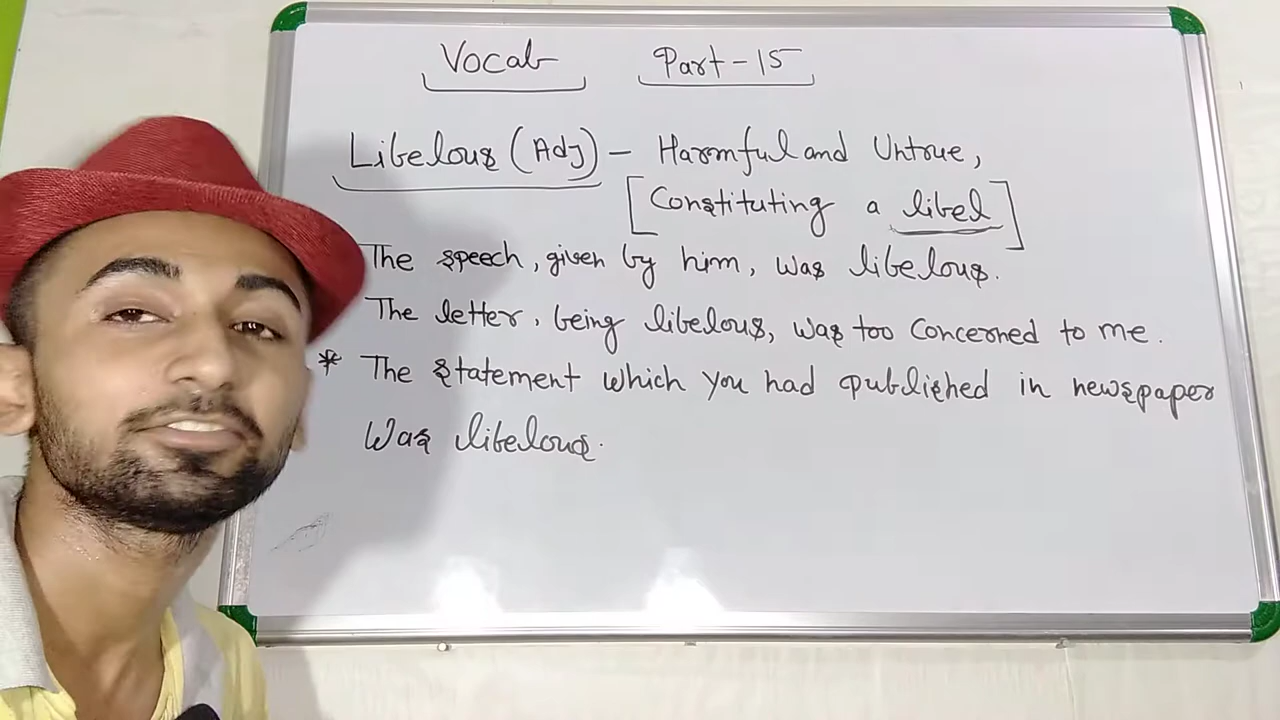 Vocab Part-15
Libelous (Adj) - Harmful and Untrue,
[Constituting a libel]
The speech, given by him, was libelous.
The letter, being libelous, was too concerned to me.
* The statement which you had published in newspaper
was libelous.